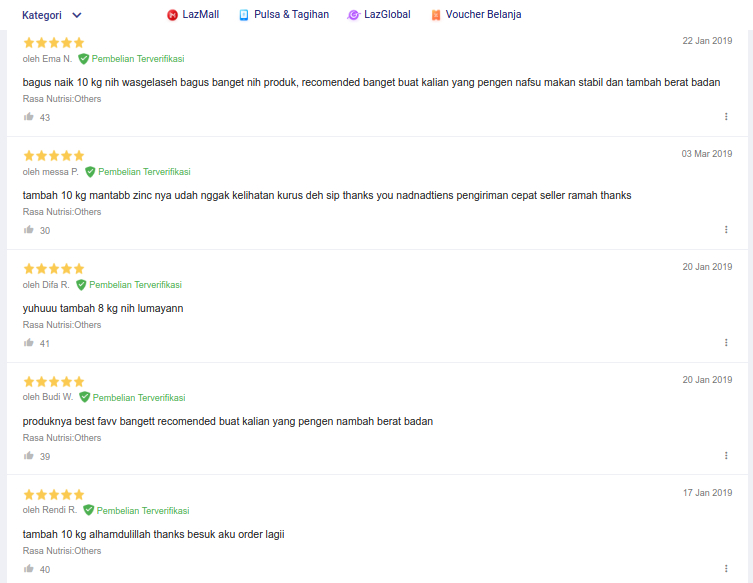 Kategori LazMall Pulsa & Tagihan LazGlobal Voucher Belanja
22 Jan 2019
oleh Ema N. Pembelian Terverifikasi
bagus naik 10 kg nih wasgelaseh bagus banget nih produk, recomended banget buat kalian yang pengen nafsu makan stabil dan tambah berat badan
Rasa Nutrisi:Others
43
03 Mar 2019
oleh messa P. Pembelian Terverifikasi
tambah 10 kg mantabb zinc nya udah nggak kelihatan kurus deh sip thanks you nadnadtiens pengiriman cepat seller ramah thanks
Rasa Nutrisi:Others
30
20 Jan 2019
oleh Difa R. Pembelian Terverifikasi
yuhuuu tambah 8 kg nih lumayann
Rasa Nutrisi:Others
41
20 Jan 2019
oleh Budi W. Pembelian Terverifikasi
produknya best favv bangett recomended buat kalian yang pengen nambah berat badan
Rasa Nutrisi:Others
39
17 Jan 2019
oleh Rendi R. Pembelian Terverifikasi
tambah 10 kg alhamdulillah thanks besuk aku order lagii
Rasa Nutrisi:Others
40